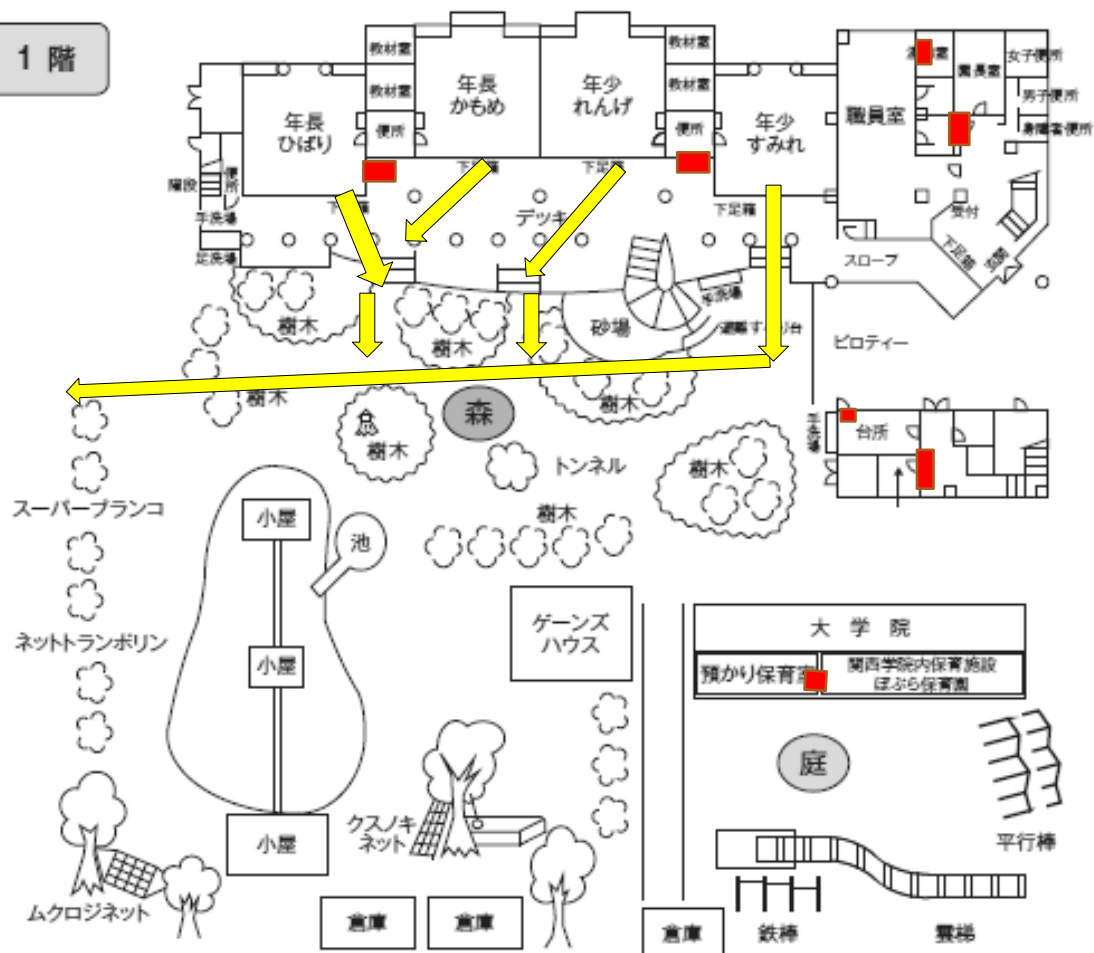 1 階
教材室
教材室
便所
年長
かもめ
年少
れんげ
教材室
教材室
便所
年長
ひばり
年少
すみれ
職員室
園長室
女子便所
男子便所
身障者便所
階段
便所
手洗場
足洗場
下足箱
下足箱
下足箱
下足箱
デッキ
受付
下足箱
玄関
スロープ
手洗場
砂場
樹木
樹木
樹木
樹木
ピロティー
森
樹木
樹木
トンネル
手洗場
台所
スーパーブランコ
小屋
池
樹木
ネットトランポリン
小屋
ゲーンズ
ハウス
大 学 院
預かり保育室
関西学院内保育施設
ぽぷら保育園
庭
クスノキ
ネット
小屋
平行棒
ムクロジネット
倉庫
倉庫
倉庫
鉄棒
雲梯